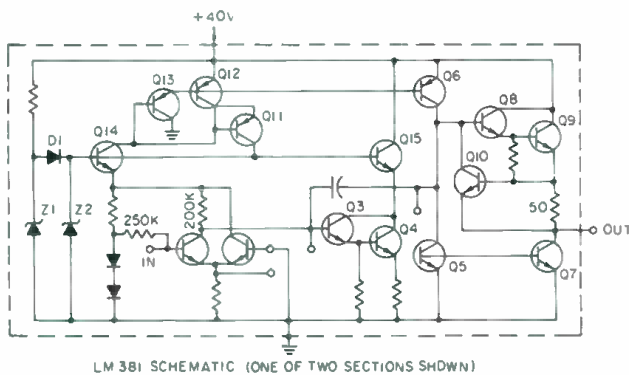 +40V
Q13
Q12
Q6
Q8
Q9
Q11
Q14
Q15
D1
Q10
Z1
Z2
250K
200K
Q3
Q4
50
OUT
IN
Q5
Q7
LM 381 SCHEMATIC (ONE OF TWO SECTIONS SHOWN)